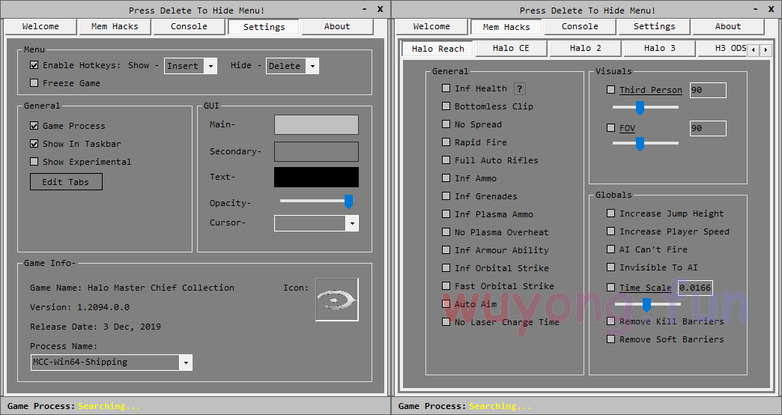 Press Delete To Hide Menu! - x
Welcome Mem Hacks Console Settings About
Menu
Enable Hotkeys: Show - Insert Hide - Delete
Freeze Game
General
Game Process
Show In Taskbar
Show Experimental
Edit Tabs
GUI
Main-
Secondary-
Text-
Opacity-
Cursor-
Game Info-
Game Name: Halo Master Chief Collection
Icon:
Version: 1.2094.0.0
Release Date: 3 Dec, 2019
Process Name:
MCC-Win64-Shipping
Game Process: Searching...
Press Delete To Hide Menu! - x
Welcome Mem Hacks Console Settings About
Halo Reach Halo CE Halo 2 Halo 3 H3 ODS
General
Inf Health ?
Bottomless Clip
No Spread
Rapid Fire
Full Auto Rifles
Inf Ammo
Inf Grenades
Inf Plasma Ammo
No Plasma Overheat
Inf Armour Ability
Inf Orbital Strike
Fast Orbital Strike
Auto Aim
No Laser Charge Time
Visuals
Third Person 90
FOV 90
Globals
Increase Jump Height
Increase Player Speed
AI Can't Fire
Invisible To AI
Time Scale 0.0166
Remove Kill Barriers
Remove Soft Barriers
wuyong.fun
Game Process: Searching...